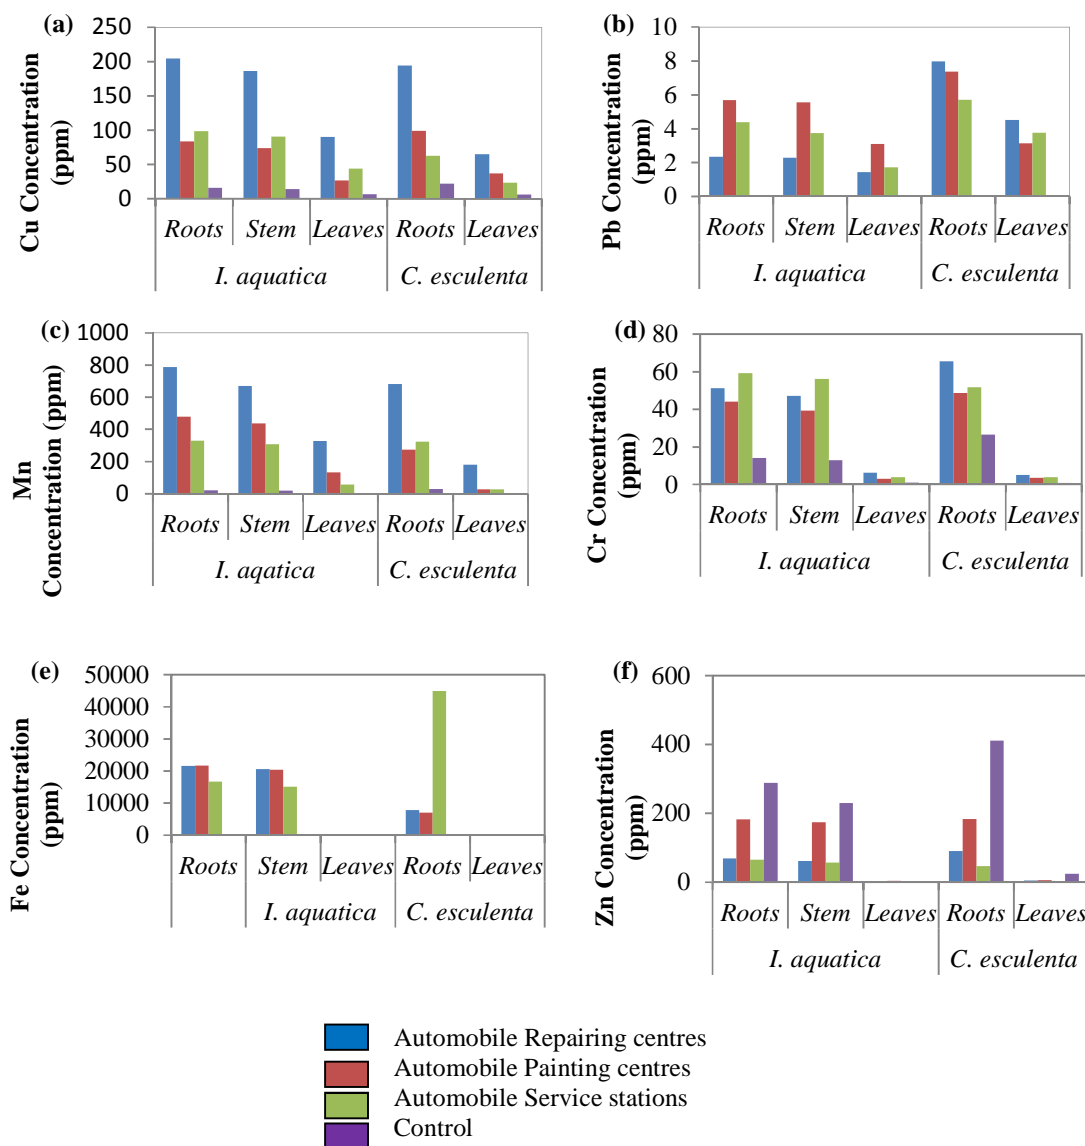 (a)
Cu Concentration
(ppm)
250
200
150
100
50
0
Roots Stem Leaves Roots Leaves
I. aquatica C. esculenta
(b)
Pb Concentration
(ppm)
10
8
6
4
2
0
Roots Stem Leaves Roots Leaves
I. aquatica C. esculenta
(c)
Mn
Concentration (ppm)
1000
800
600
400
200
0
Roots Stem Leaves Roots Leaves
I. aqatica C. esculenta
(d)
Cr Concentration
(ppm)
80
60
40
20
0
Roots Stem Leaves Roots Leaves
I. aquatica C. esculenta
(e)
Fe Concentration
(ppm)
50000
40000
30000
20000
10000
0
Roots Stem Leaves Roots Leaves
I. aquatica C. esculenta
(f)
Zn Concentration
(ppm)
600
400
200
0
Roots Stem Leaves Roots Leaves
I. aquatica C. esculenta
Automobile Repairing centres
Automobile Painting centres
Automobile Service stations
Control